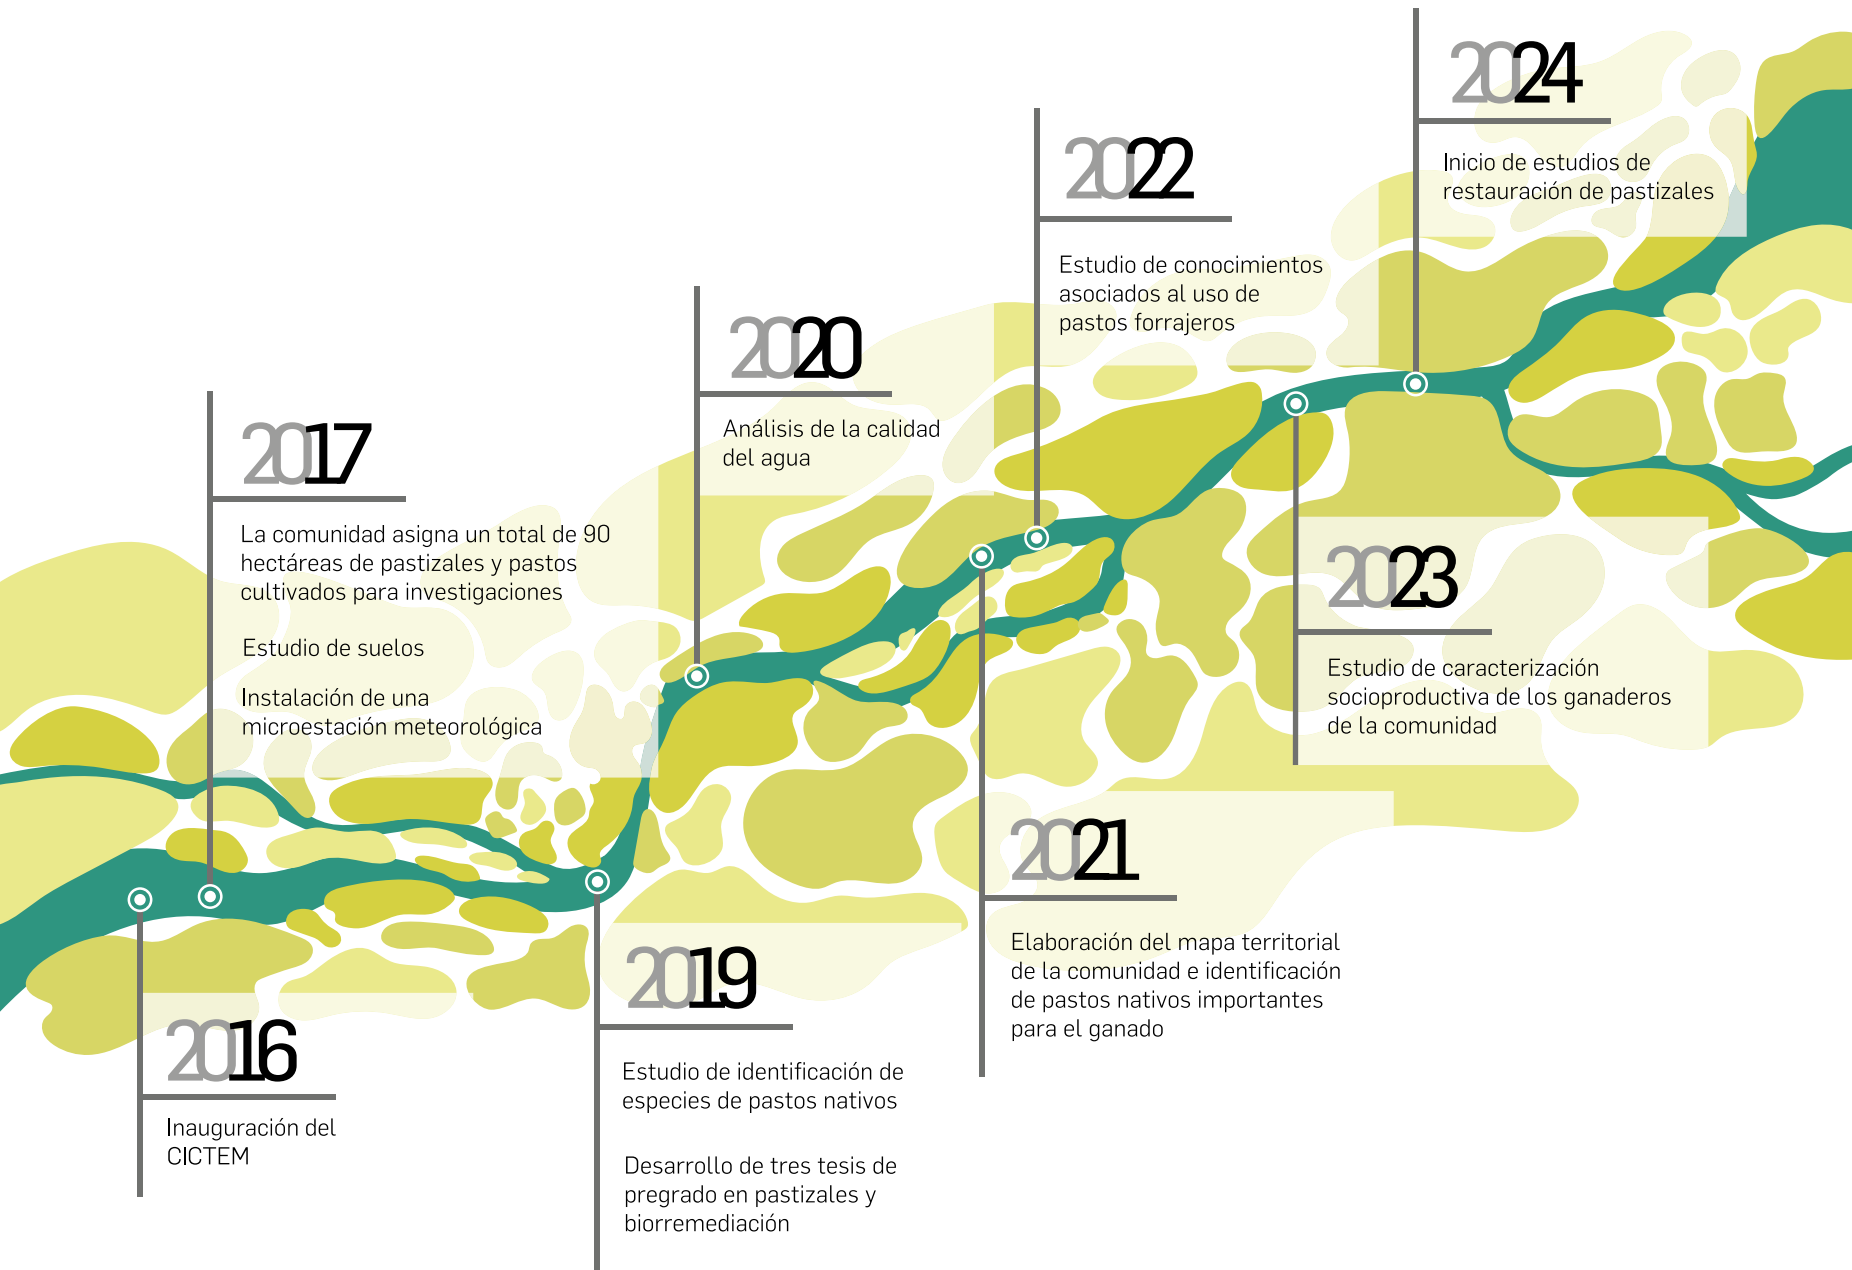 2016
Inauguración del
CICTEM
2017
La comunidad asigna un total de 90
hectáreas de pastizales y pastos
cultivados para investigaciones
Estudio de suelos
Instalación de una
microestación meteorológica
2019
Estudio de identificación de
especies de pastos nativos
Desarrollo de tres tesis de
pregrado en pastizales y
biorremediación
2020
Análisis de la calidad
del agua
2021
Elaboración del mapa territorial
de la comunidad e identificación
de pastos nativos importantes
para el ganado
2022
Estudio de conocimientos
asociados al uso de
pastos forrajeros
2023
Estudio de caracterización
socioproductiva de los ganaderos
de la comunidad
2024
Inicio de estudios de
restauración de pastizales